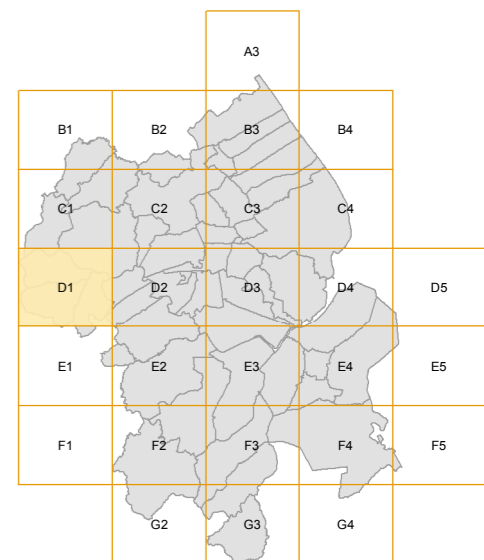 A3
B1 B2 B3 B4
C1 C2 C3 C4
D1 D2 D3 D4 D5
E1 E2 E3 E4 E5
F1 F2 F3 F4 F5
G2 G3 G4